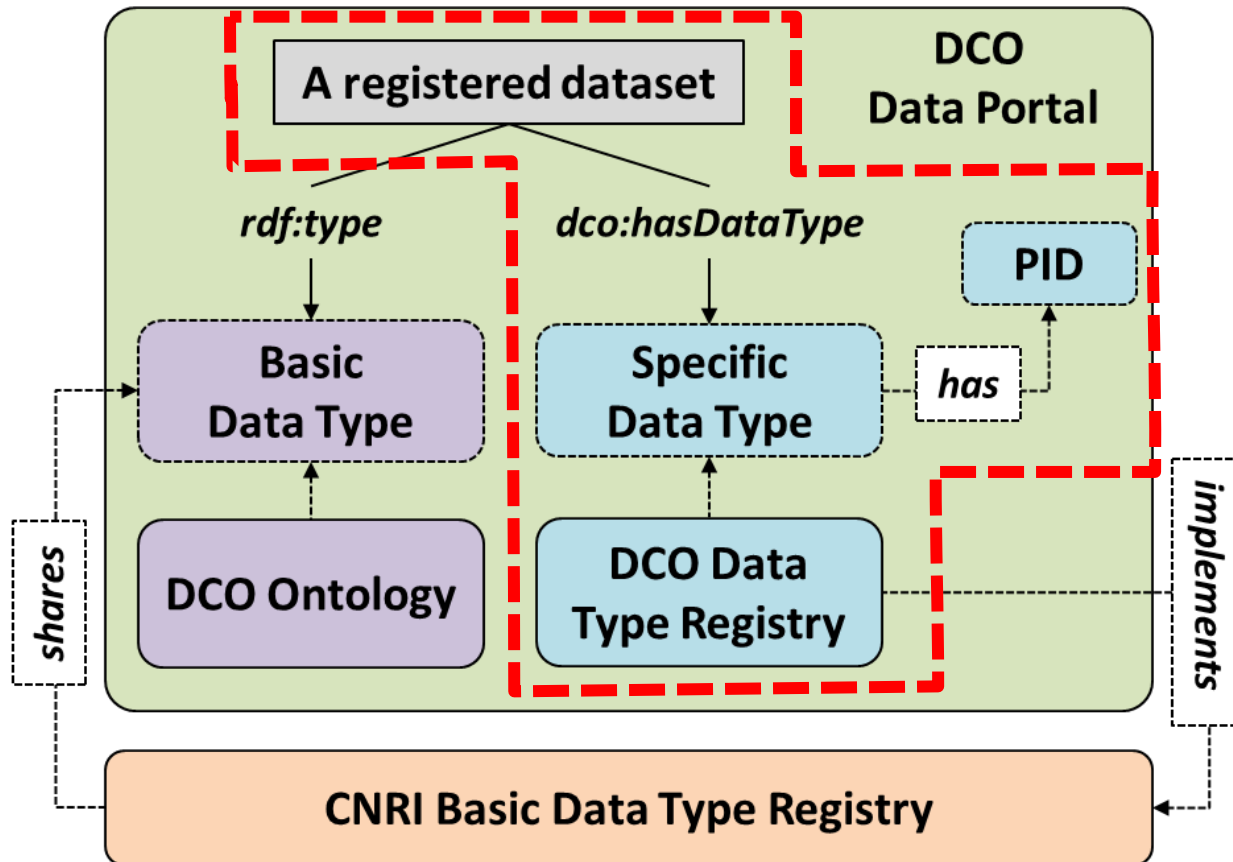 A registered dataset
DCO
Data Portal
rdf:type
dco:hasDataType
PID
Basic
Data Type
Specific
Data Type
has
DCO Ontology
DCO Data
Type Registry
shares
implements
CNRI Basic Data Type Registry